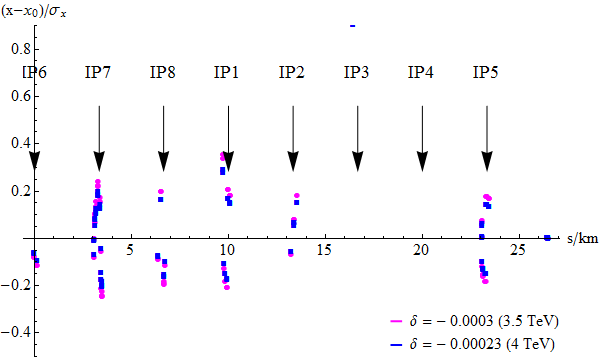 (x−x₀)/σₓ
0.8
IP6 IP7 IP8 IP1 IP2 IP3 IP4 IP5
0.6
0.4
0.2
5 10 15 20 25 s/km
−0.2
−0.4
δ = − 0.0003 (3.5 TeV)
δ = − 0.00023 (4 TeV)